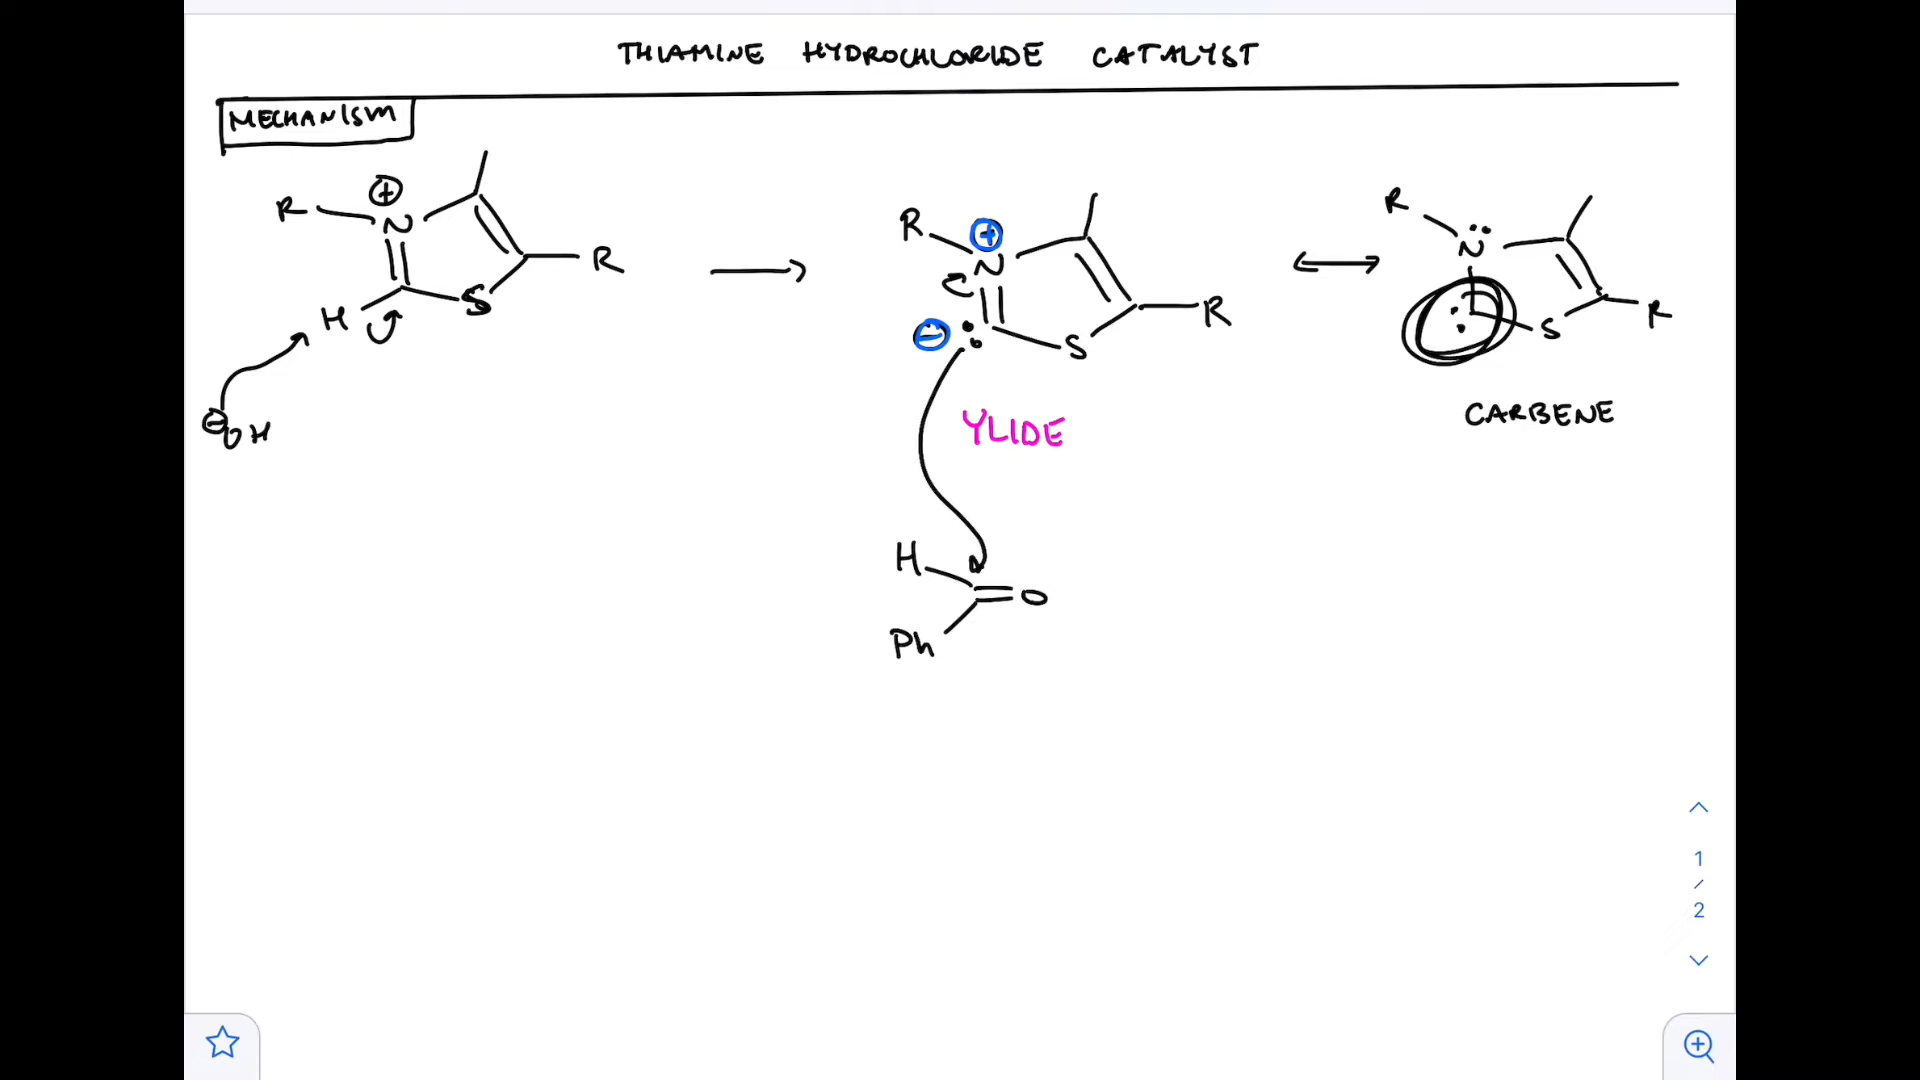 THIAMINE HYDROCHLORIDE CATALYST
MECHANISM
R
⊕
N
R
H
S
⊖OH
R
⊕
N
⊖
S
R
YLIDE
R
N
S
R
CARBENE
H
O
Ph
1
/
2